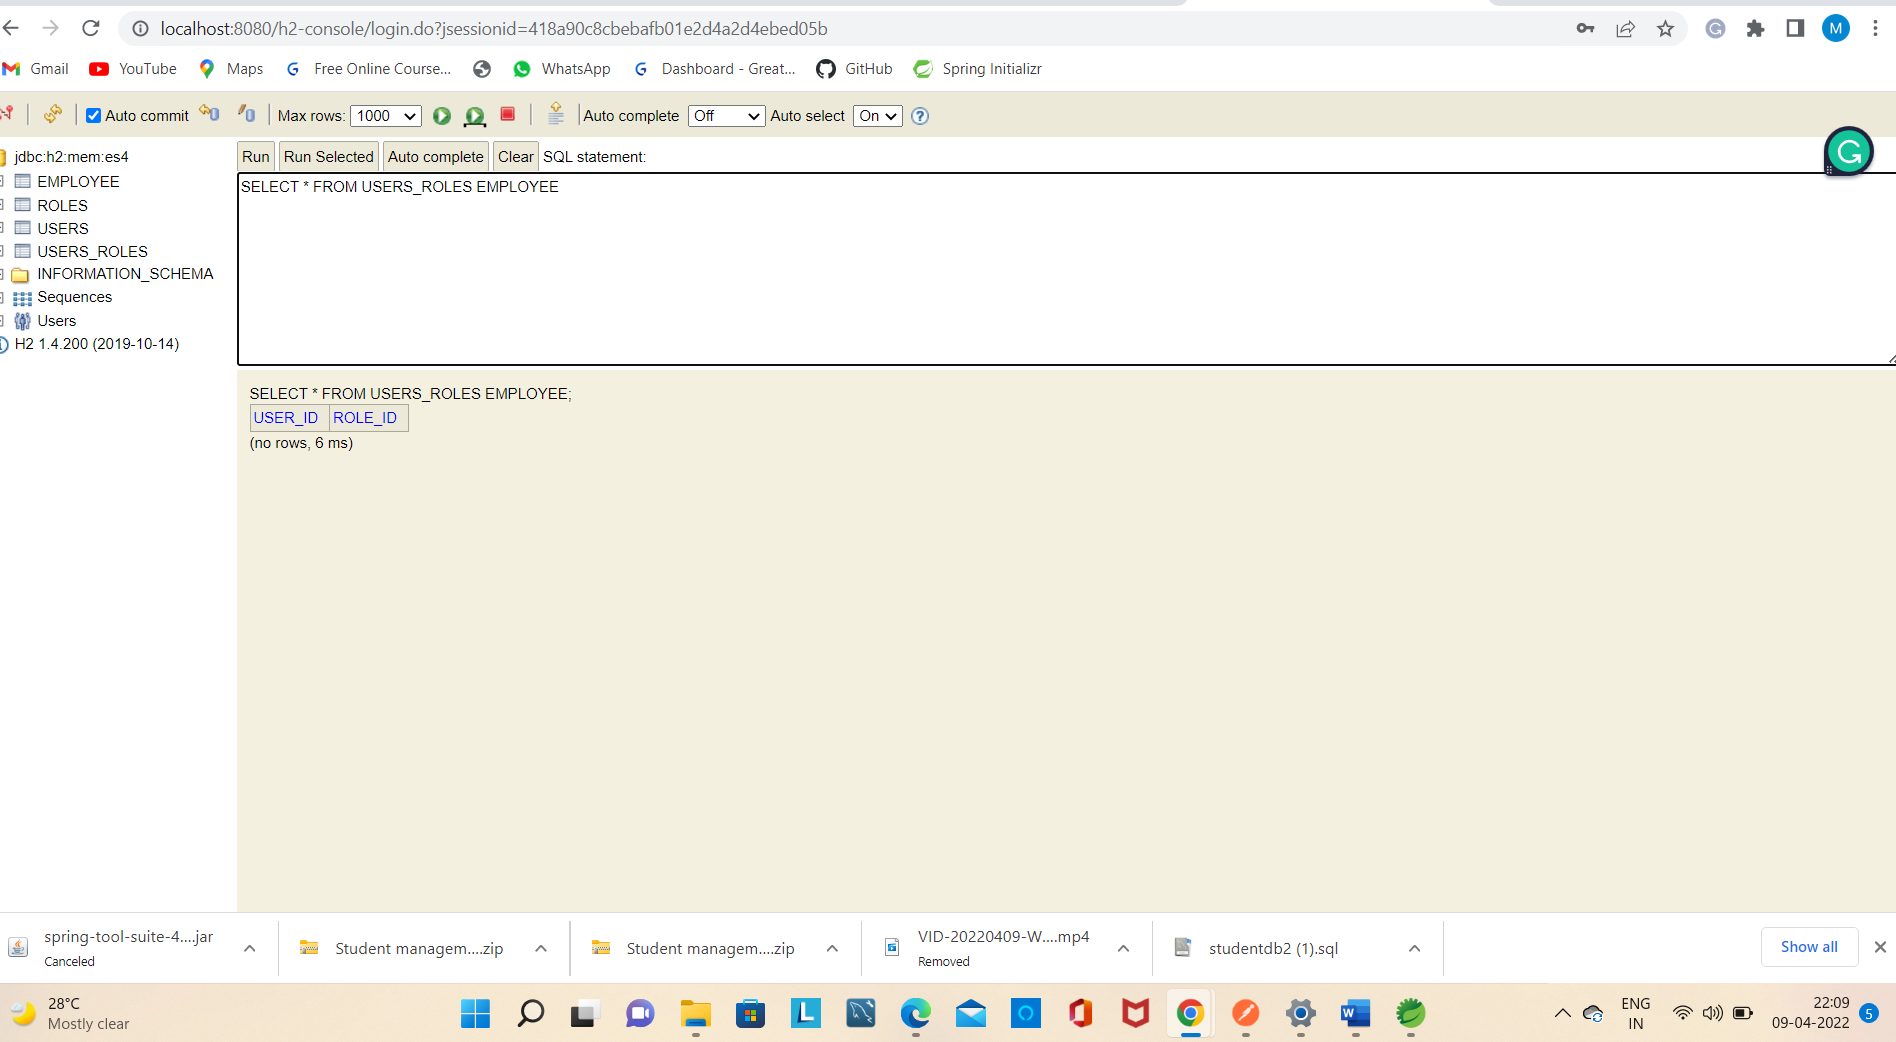 localhost:8080/h2-console/login.do?jsessionid=418a90c8cbebafb01e2d4a2d4ebed05b
M
Gmail YouTube Maps Free Online Course... WhatsApp Dashboard - Great... GitHub Spring Initializr
Auto commit Max rows: 1000 Auto complete Off Auto select On
jdbc:h2:mem:es4
EMPLOYEE
ROLES
USERS
USERS_ROLES
INFORMATION_SCHEMA
Sequences
Users
H2 1.4.200 (2019-10-14)
Run Run Selected Auto complete Clear SQL statement:
SELECT * FROM USERS_ROLES EMPLOYEE
SELECT * FROM USERS_ROLES EMPLOYEE;
USER_ID ROLE_ID
(no rows, 6 ms)
spring-tool-suite-4....jar
Canceled
Student managem....zip
Student managem....zip
VID-20220409-W....mp4
Removed
studentdb2 (1).sql
Show all
28°C
Mostly clear
ENG
IN
22:09
09-04-2022
5